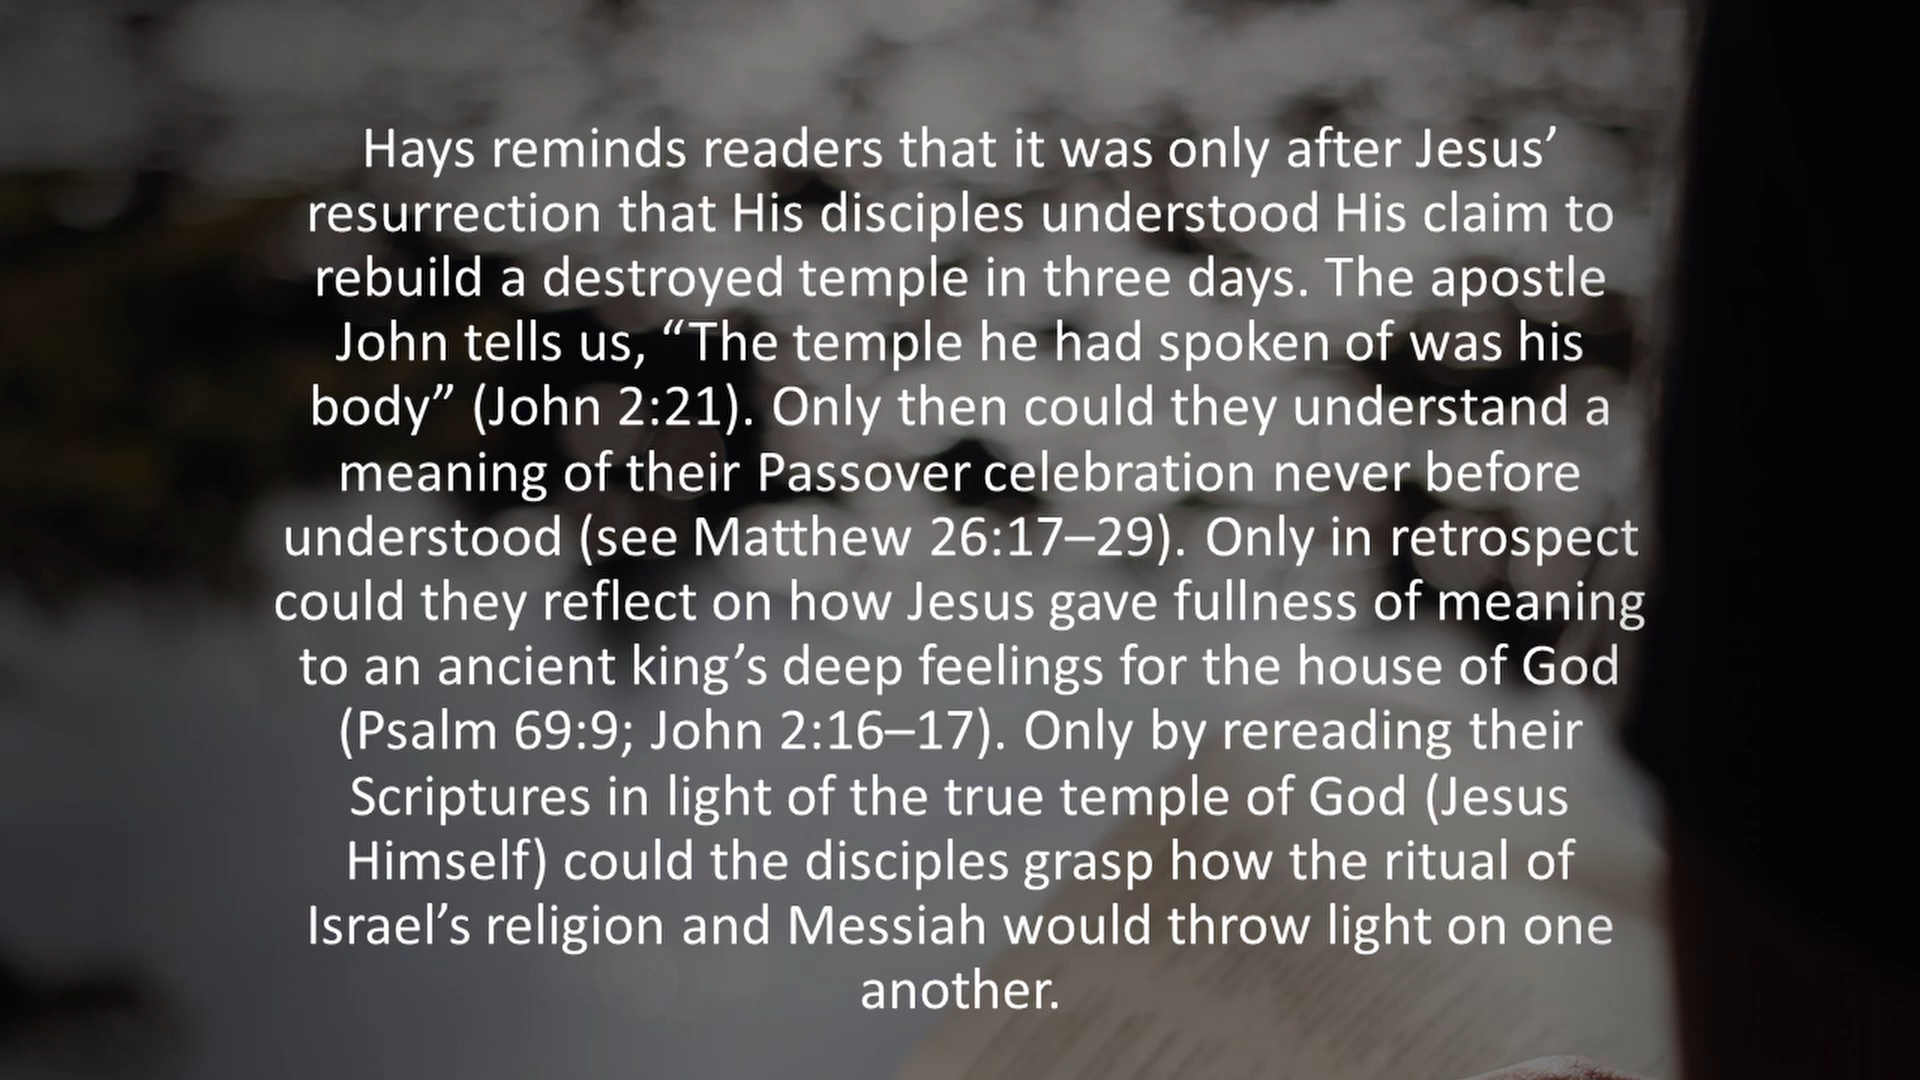 Hays reminds readers that it was only after Jesus’
resurrection that His disciples understood His claim to
rebuild a destroyed temple in three days. The apostle
John tells us, “The temple he had spoken of was his
body” (John 2:21). Only then could they understand a
meaning of their Passover celebration never before
understood (see Matthew 26:17–29). Only in retrospect
could they reflect on how Jesus gave fullness of meaning
to an ancient king’s deep feelings for the house of God
(Psalm 69:9; John 2:16–17). Only by rereading their
Scriptures in light of the true temple of God (Jesus
Himself) could the disciples grasp how the ritual of
Israel’s religion and Messiah would throw light on one
another.